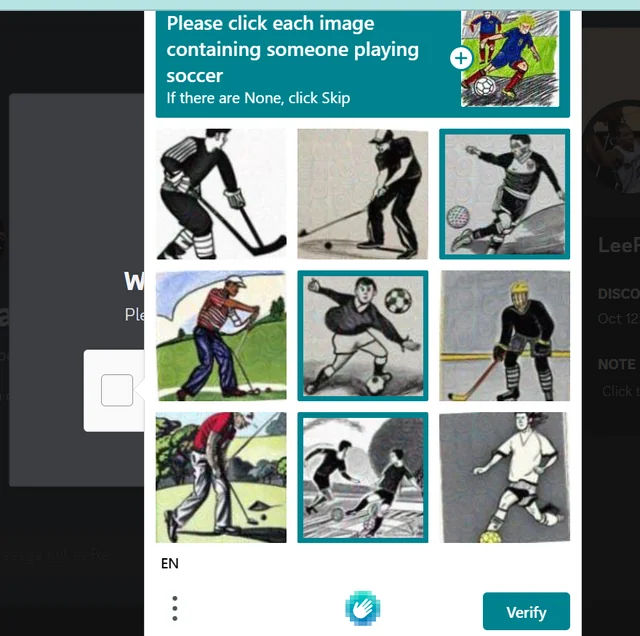 Please click each image
containing someone playing
soccer
If there are None, click Skip
W
Ple
LeeF
DISCO
Oct 12
NOTE
Click t
EN
Verify